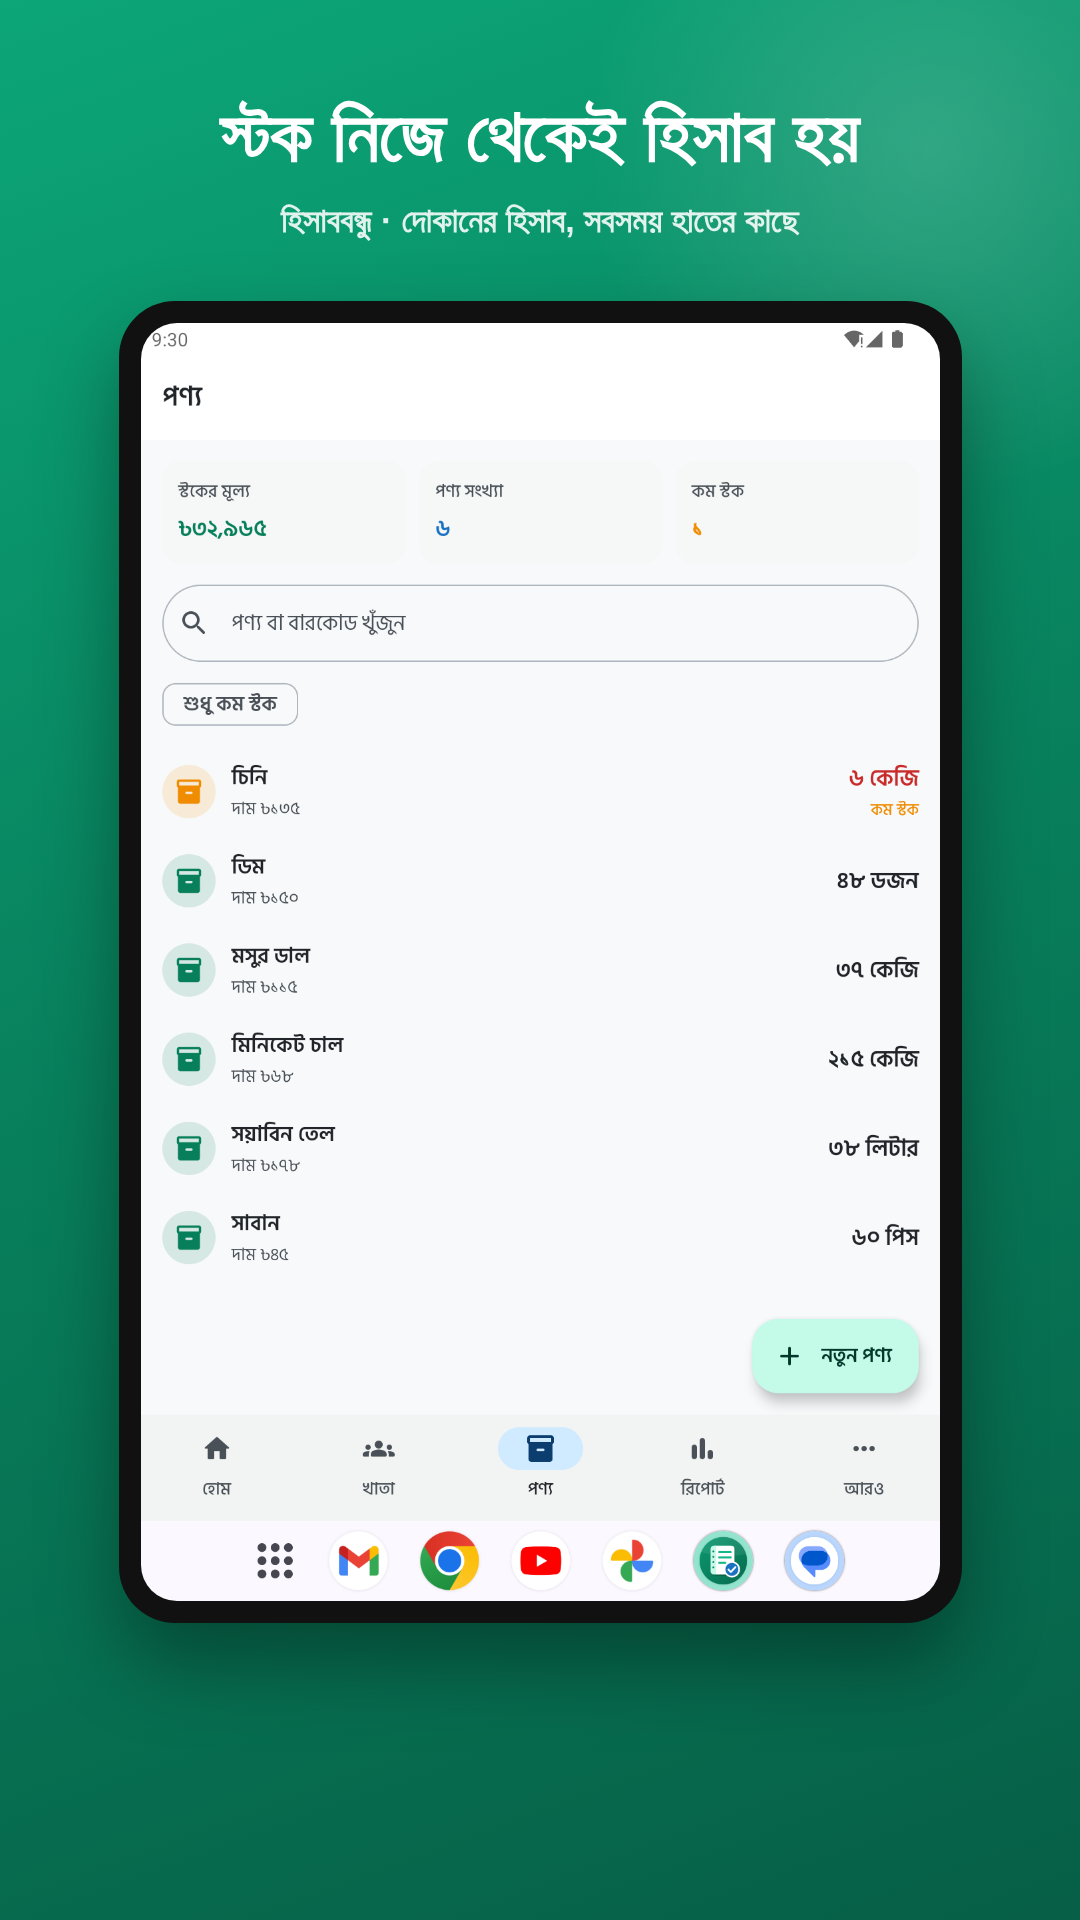 স্টক নিজে থেকেই হিসাব হয়
হিসাববন্ধু · দোকানের হিসাব, সবসময় হাতের কাছে
9:30
পণ্য
স্টকের মূল্য
৳৩২,৯৬৫
পণ্য সংখ্যা
৬
কম স্টক
১
পণ্য বা বারকোড খুঁজুন
শুধু কম স্টক
চিনি
৬ কেজি
দাম ৳১৩৫
কম স্টক
ডিম
দাম ৳১৫০
৪৮ ডজন
মসুর ডাল
দাম ৳১১৫
৩৭ কেজি
মিনিকেট চাল
দাম ৳৬৮
২১৫ কেজি
সয়াবিন তেল
দাম ৳১৭৮
৩৮ লিটার
সাবান
দাম ৳৪৫
৬০ পিস
নতুন পণ্য
হোম
খাতা
পণ্য
রিপোর্ট
আরও